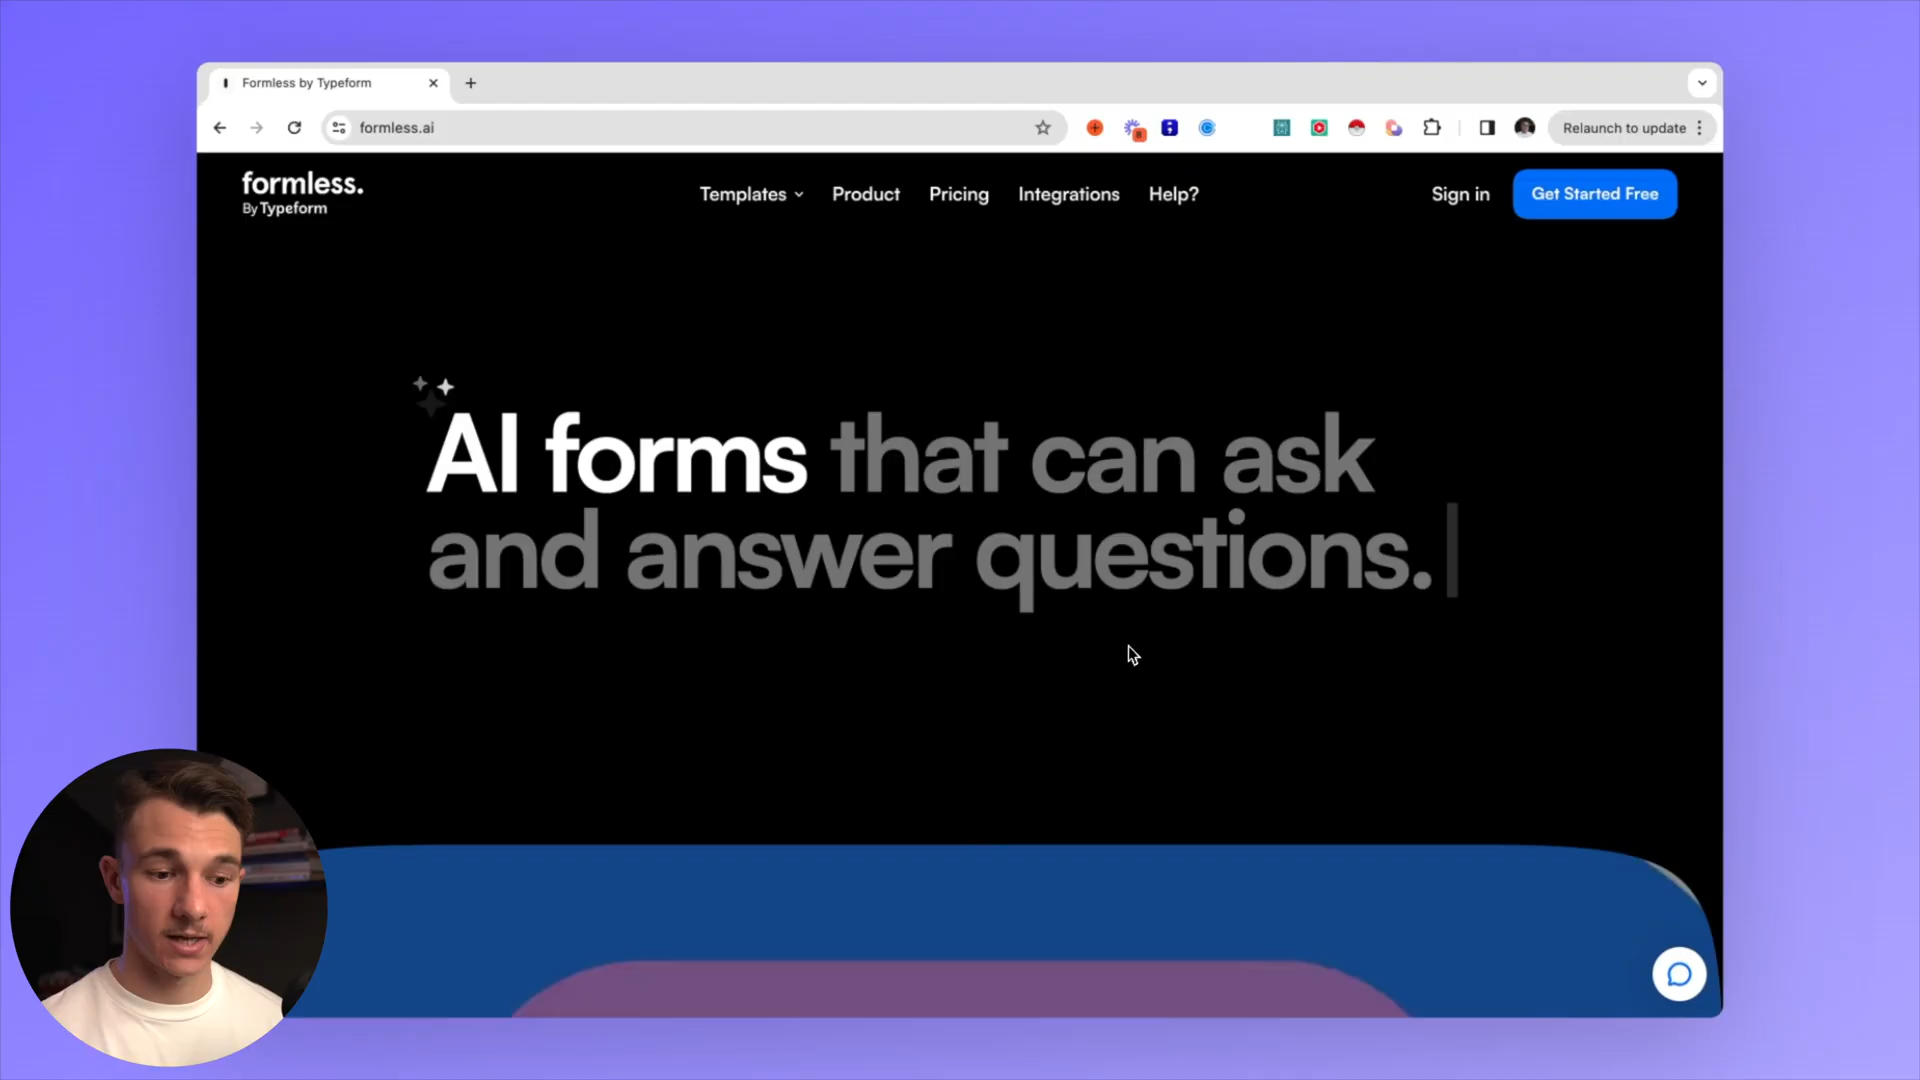 Formless by Typeform
formless.ai
Relaunch to update
formless.
By Typeform
Templates
Product
Pricing
Integrations
Help?
Sign in
Get Started Free
AI forms that can ask
and answer questions.